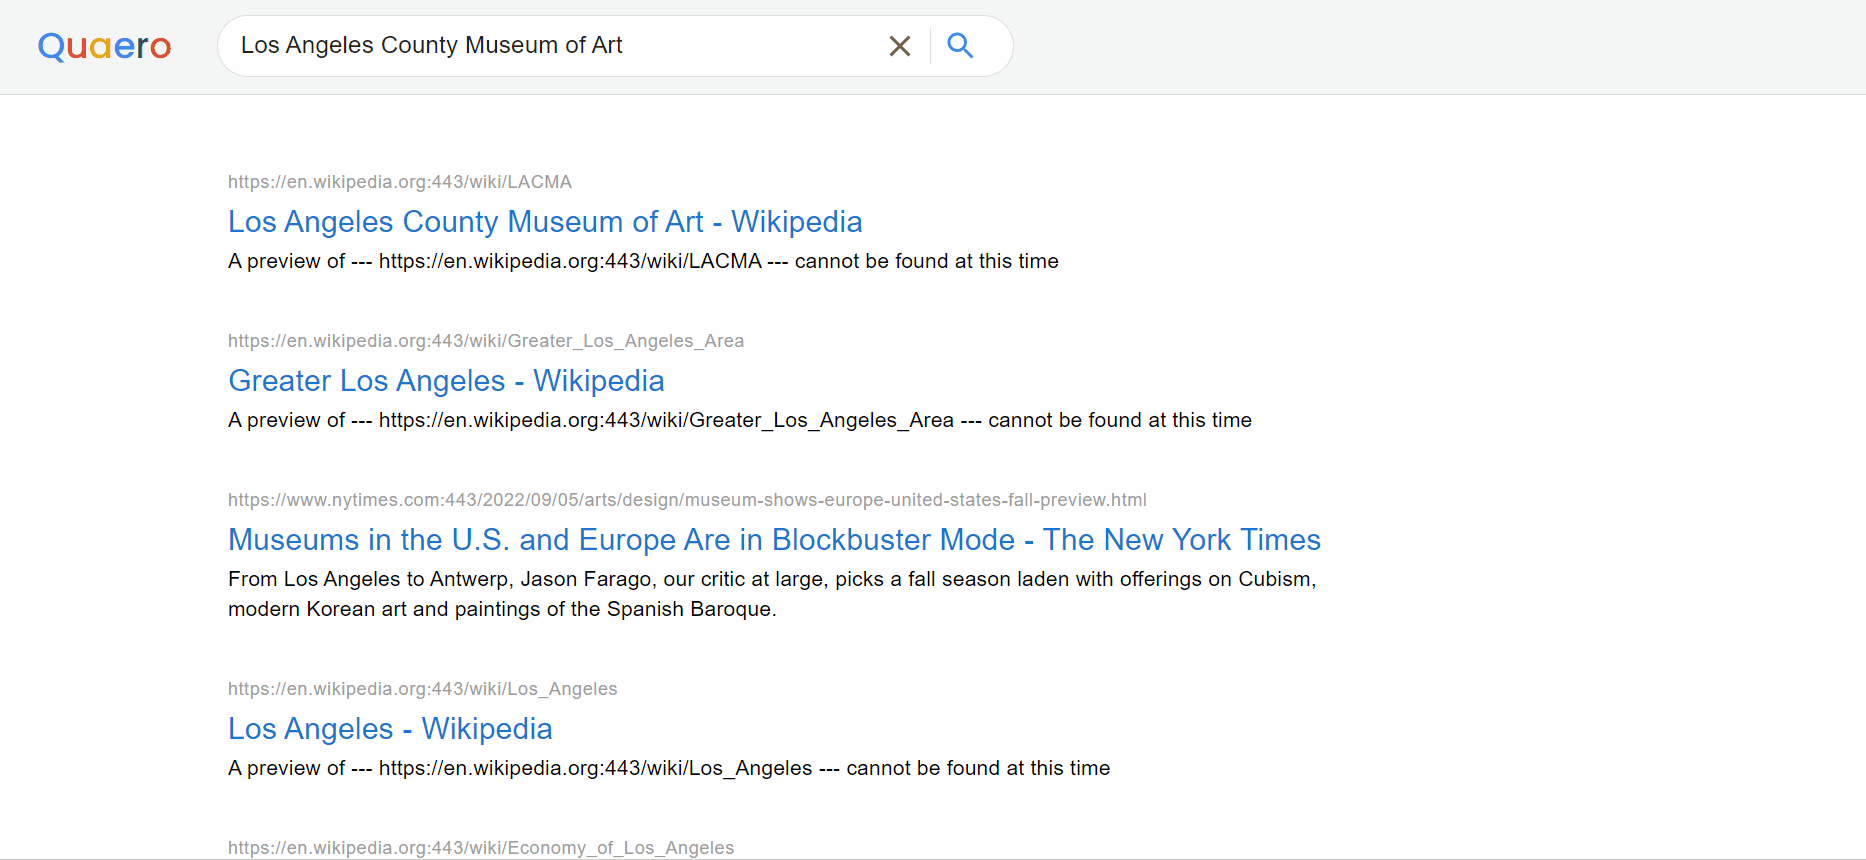 Quaero
Los Angeles County Museum of Art
https://en.wikipedia.org:443/wiki/LACMA
Los Angeles County Museum of Art - Wikipedia
A preview of --- https://en.wikipedia.org:443/wiki/LACMA --- cannot be found at this time
https://en.wikipedia.org:443/wiki/Greater_Los_Angeles_Area
Greater Los Angeles - Wikipedia
A preview of --- https://en.wikipedia.org:443/wiki/Greater_Los_Angeles_Area --- cannot be found at this time
https://www.nytimes.com:443/2022/09/05/arts/design/museum-shows-europe-united-states-fall-preview.html
Museums in the U.S. and Europe Are in Blockbuster Mode - The New York Times
From Los Angeles to Antwerp, Jason Farago, our critic at large, picks a fall season laden with offerings on Cubism,
modern Korean art and paintings of the Spanish Baroque.
https://en.wikipedia.org:443/wiki/Los_Angeles
Los Angeles - Wikipedia
A preview of --- https://en.wikipedia.org:443/wiki/Los_Angeles --- cannot be found at this time
https://en.wikipedia.org:443/wiki/Economy_of_Los_Angeles